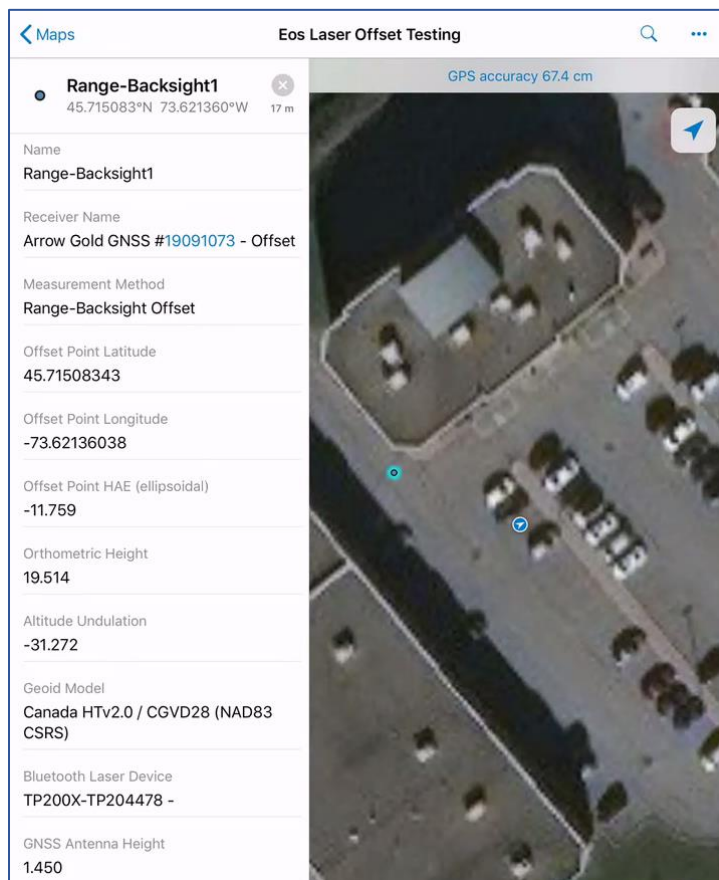 Maps
Eos Laser Offset Testing
Range-Backsight1
45.715083°N 73.621360°W
17 m
GPS accuracy 67.4 cm
Name
Range-Backsight1
Receiver Name
Arrow Gold GNSS #19091073 - Offset
Measurement Method
Range-Backsight Offset
Offset Point Latitude
45.71508343
Offset Point Longitude
-73.62136038
Offset Point HAE (ellipsoidal)
-11.759
Orthometric Height
19.514
Altitude Undulation
-31.272
Geoid Model
Canada HTv2.0 / CGVD28 (NAD83
CSRS)
Bluetooth Laser Device
TP200X-TP204478 -
GNSS Antenna Height
1.450